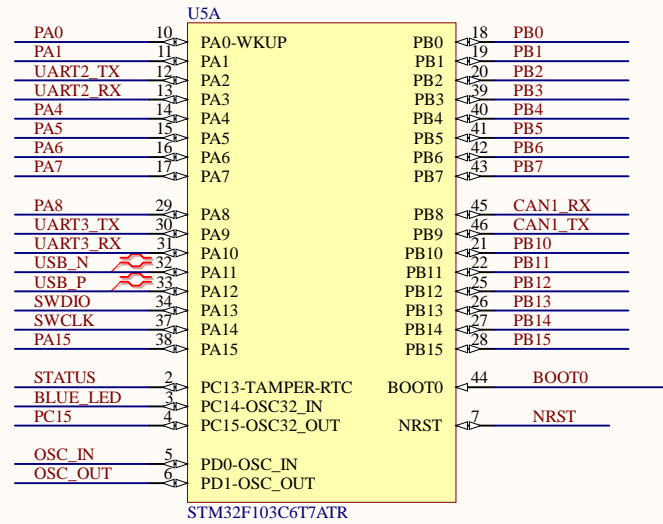 U5A
PA0 10 PA0-WKUP PB0 18 PB0
PA1 11 PA1 PB1 19 PB1
UART2_TX 12 PA2 PB2 20 PB2
UART2_RX 13 PA3 PB3 39 PB3
PA4 14 PA4 PB4 40 PB4
PA5 15 PA5 PB5 41 PB5
PA6 16 PA6 PB6 42 PB6
PA7 17 PA7 PB7 43 PB7
PA8 29 PA8 PB8 45 CAN1_RX
UART3_TX 30 PA9 PB9 46 CAN1_TX
UART3_RX 31 PA10 PB10 21 PB10
USB_N 32 PA11 PB11 22 PB11
USB_P 33 PA12 PB12 25 PB12
SWDIO 34 PA13 PB13 26 PB13
SWCLK 37 PA14 PB14 27 PB14
PA15 38 PA15 PB15 28 PB15
STATUS 2 PC13-TAMPER-RTC BOOT0 44 BOOT0
BLUE_LED 3 PC14-OSC32_IN
PC15 4 PC15-OSC32_OUT NRST 7 NRST
OSC_IN 5 PD0-OSC_IN
OSC_OUT 6 PD1-OSC_OUT
STM32F103C6T7ATR